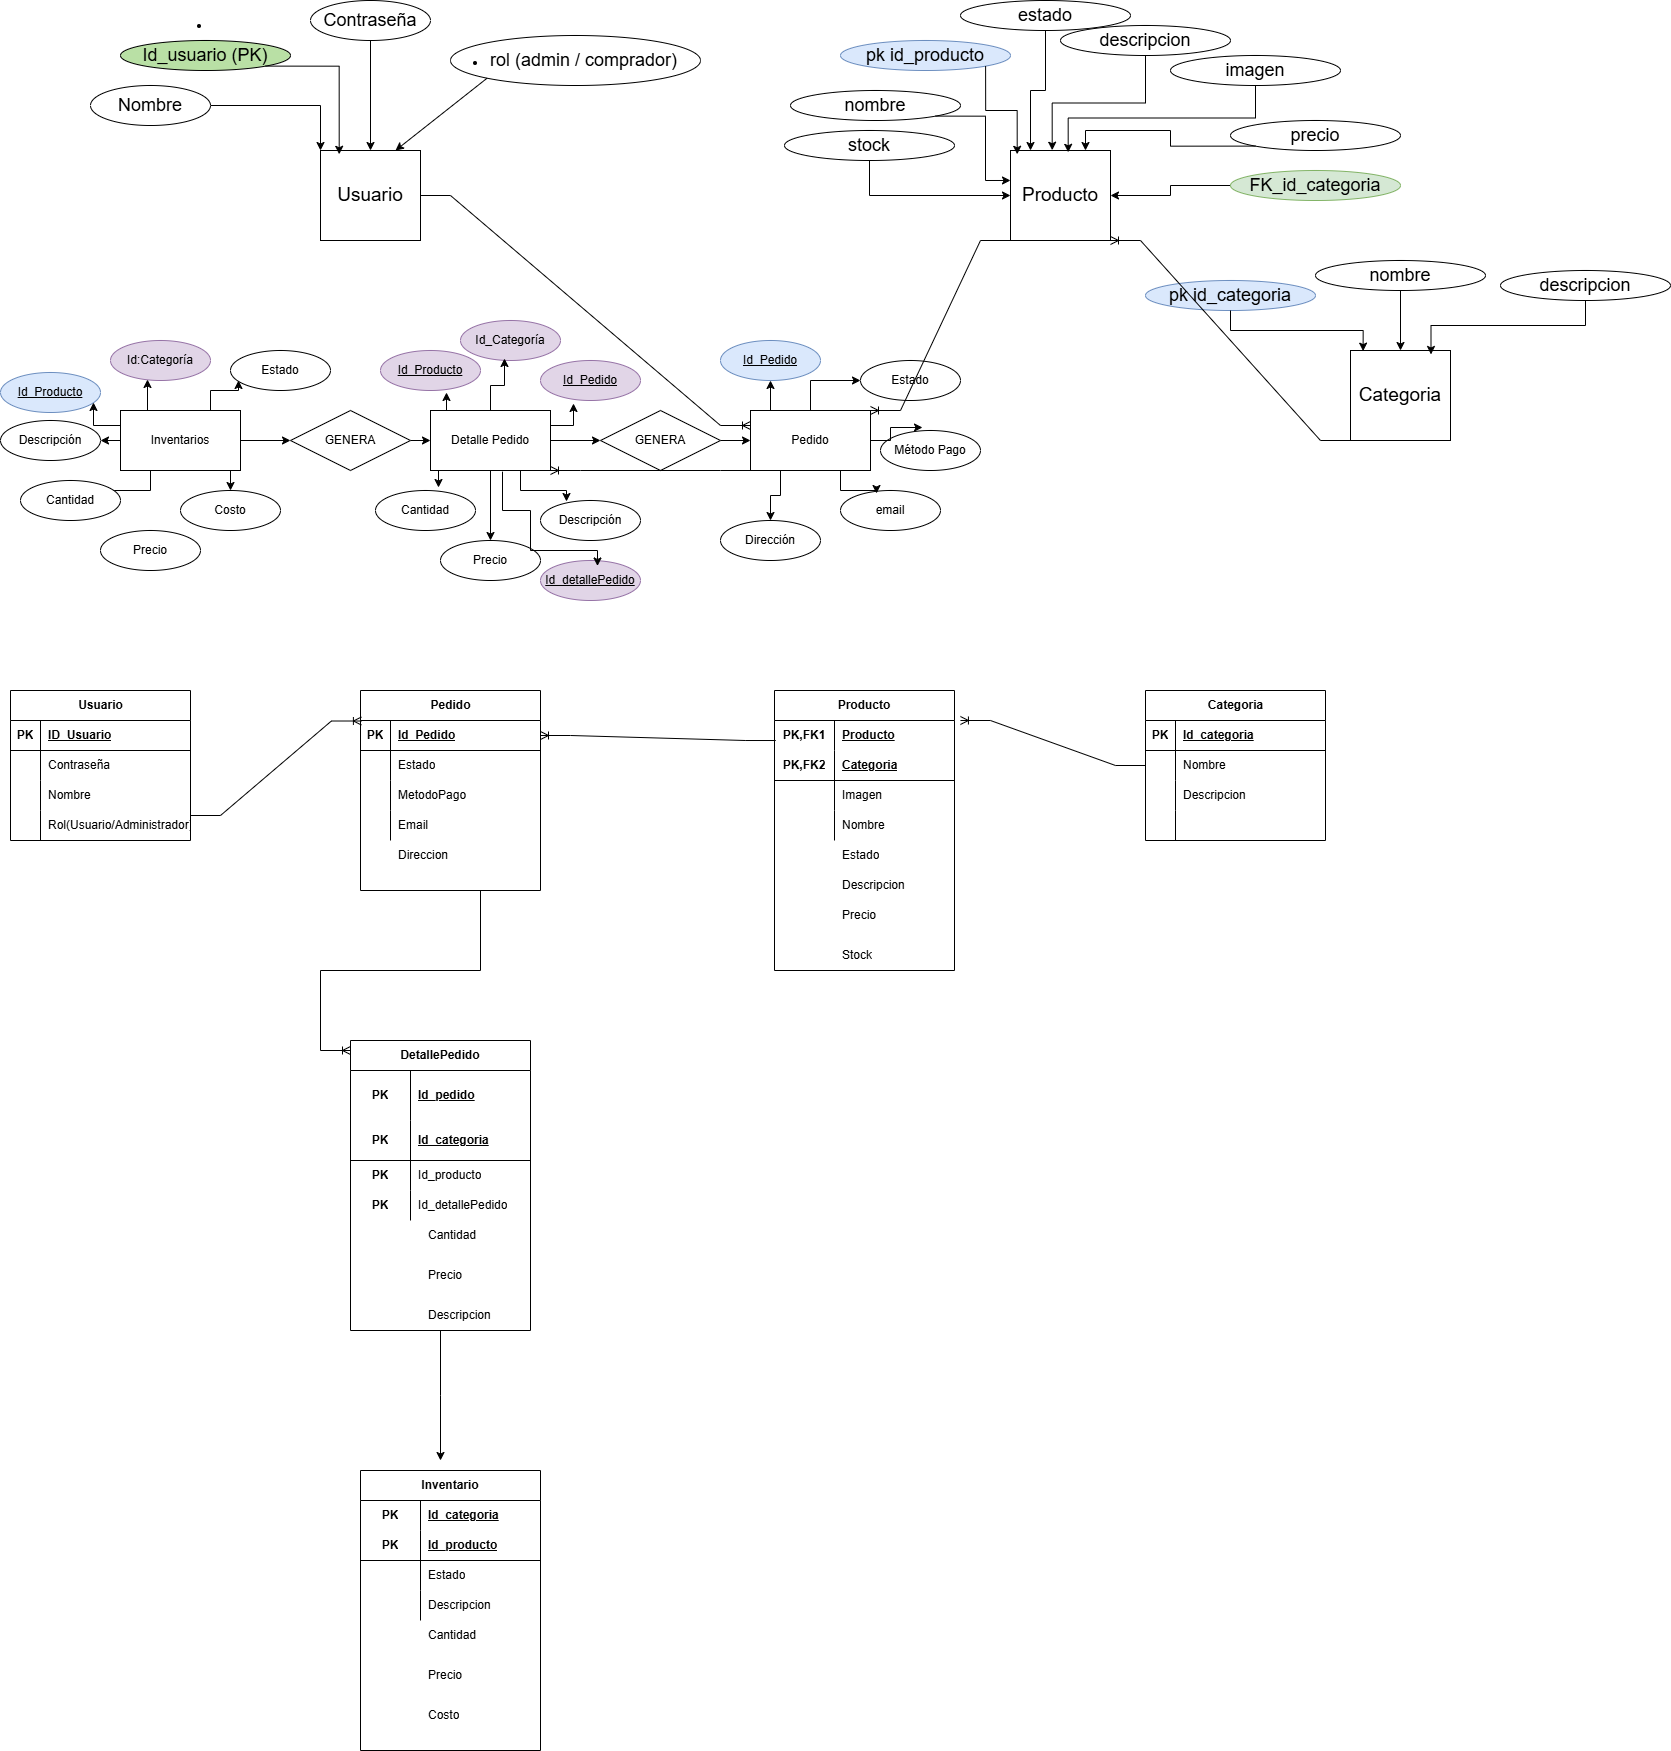 Contraseña
Id_usuario (PK)
rol (admin / comprador)
Nombre
Usuario
estado
descripcion
pk id_producto
imagen
nombre
precio
stock
FK_id_categoria
Producto
nombre
descripcion
pk id_categoria
Categoria
Id_Categoría
Id:Categoría
Estado
Id_Producto
Id_Pedido
Id_Pedido
Estado
Id_Producto
Descripción
Inventarios
GENERA
Detalle Pedido
GENERA
Pedido
Método Pago
Cantidad
Costo
Cantidad
Descripción
email
Precio
Precio
Dirección
Id_detallePedido
Usuario
PK ID_Usuario
Contraseña
Nombre
Rol(Usuario/Administrador
Pedido
PK Id_Pedido
Estado
MetodoPago
Email
Direccion
Producto
PK,FK1 Producto
PK,FK2 Categoria
Imagen
Nombre
Estado
Descripcion
Precio
Stock
Categoria
PK Id_categoria
Nombre
Descripcion
DetallePedido
PK Id_pedido
PK Id_categoria
PK Id_producto
PK Id_detallePedido
Cantidad
Precio
Descripcion
Inventario
PK Id_categoria
PK Id_producto
Estado
Descripcion
Cantidad
Precio
Costo